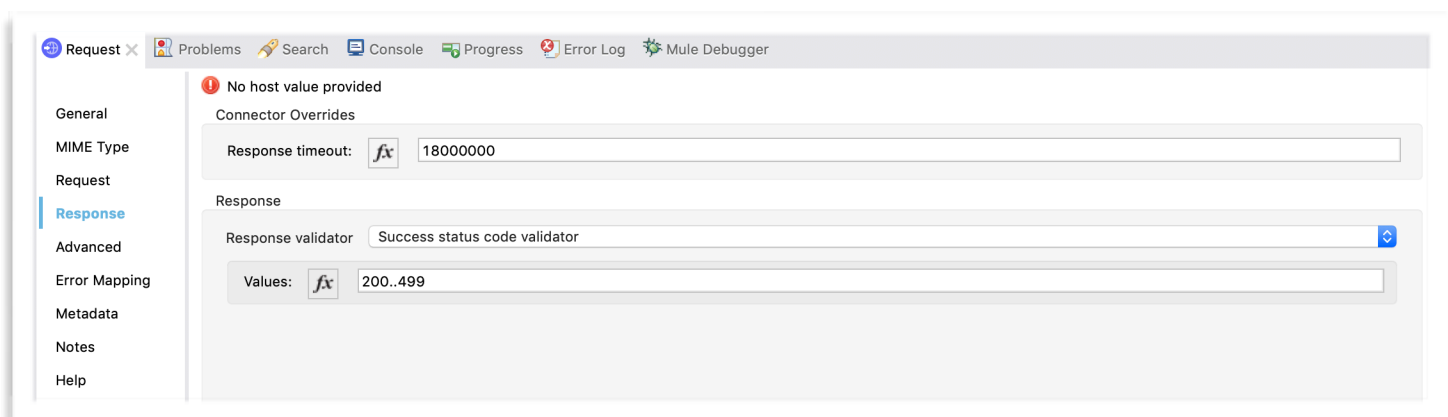 Request Problems Search Console Progress Error Log Mule Debugger
No host value provided
General
Connector Overrides
MIME Type
Response timeout: fx 18000000
Request
Response
Response
Advanced
Response validator Success status code validator
Error Mapping
Values: fx 200..499
Metadata
Notes
Help